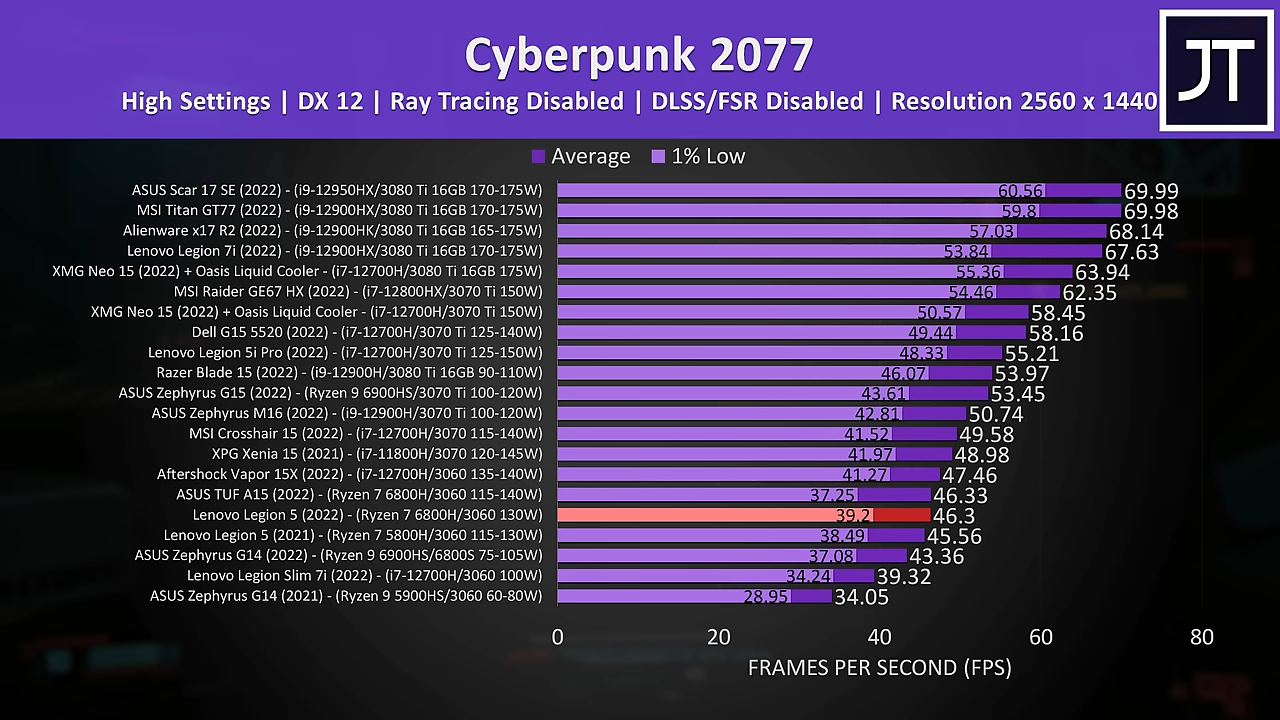 Cyberpunk 2077
High Settings | DX 12 | Ray Tracing Disabled | DLSS/FSR Disabled | Resolution 2560 x 1440
JT
Average 1% Low
ASUS Scar 17 SE (2022) - (i9-12950HX/3080 Ti 16GB 170-175W) 60.56 69.99
MSI Titan GT77 (2022) - (i9-12900HX/3080 Ti 16GB 170-175W) 59.8 69.98
Alienware x17 R2 (2022) - (i9-12900HK/3080 Ti 16GB 165-175W) 57.03 68.14
Lenovo Legion 7i (2022) - (i9-12900HX/3080 Ti 16GB 170-175W) 53.84 67.63
XMG Neo 15 (2022) + Oasis Liquid Cooler - (i7-12700H/3080 Ti 16GB 175W) 55.36 63.94
MSI Raider GE67 HX (2022) - (i7-12800HX/3070 Ti 150W) 54.46 62.35
XMG Neo 15 (2022) + Oasis Liquid Cooler - (i7-12700H/3070 Ti 150W) 50.57 58.45
Dell G15 5520 - (i7-12700H/3070 Ti 125-140W) 49.44 58.16
Lenovo Legion 5i Pro (2022) - (i7-12700H/3070 Ti 125-150W) 48.33 55.21
Razer Blade 15 (2022) - (i9-12900H/3080 Ti 16GB 90-110W) 46.07 53.97
ASUS Zephyrus G15 (2022) - (Ryzen 9 6900HS/3070 Ti 100-120W) 43.61 53.45
ASUS Zephyrus M16 (2022) - (i9-12900H/3070 Ti 100-120W) 42.81 50.74
MSI Crosshair 15 (2022) - (i7-12700H/3070 115-140W) 41.52 49.58
XPG Xenia 15 (2021) - (i7-11800H/3070 120-145W) 41.97 48.98
Aftershock Vapor 15X (2022) - (i7-12700H/3060 135-140W) 41.27 47.46
ASUS TUF A15 (2022) - (Ryzen 7 6800H/3060 115-140W) 37.25 46.33
Lenovo Legion 5 (2022) - (Ryzen 7 6800H/3060 130W) 39.2 46.3
Lenovo Legion 5 (2021) - (Ryzen 7 5800H/3060 115-130W) 38.49 45.56
ASUS Zephyrus G14 (2022) - (Ryzen 9 6900HS/6800S 75-105W) 37.08 43.36
Lenovo Legion Slim 7i (2022) - (i7-12700H/3060 100W) 34.24 39.32
ASUS Zephyrus G14 (2021) - (Ryzen 9 5900HS/3060 60-80W) 28.95 34.05
0 20 40 60 80
FRAMES PER SECOND (FPS)